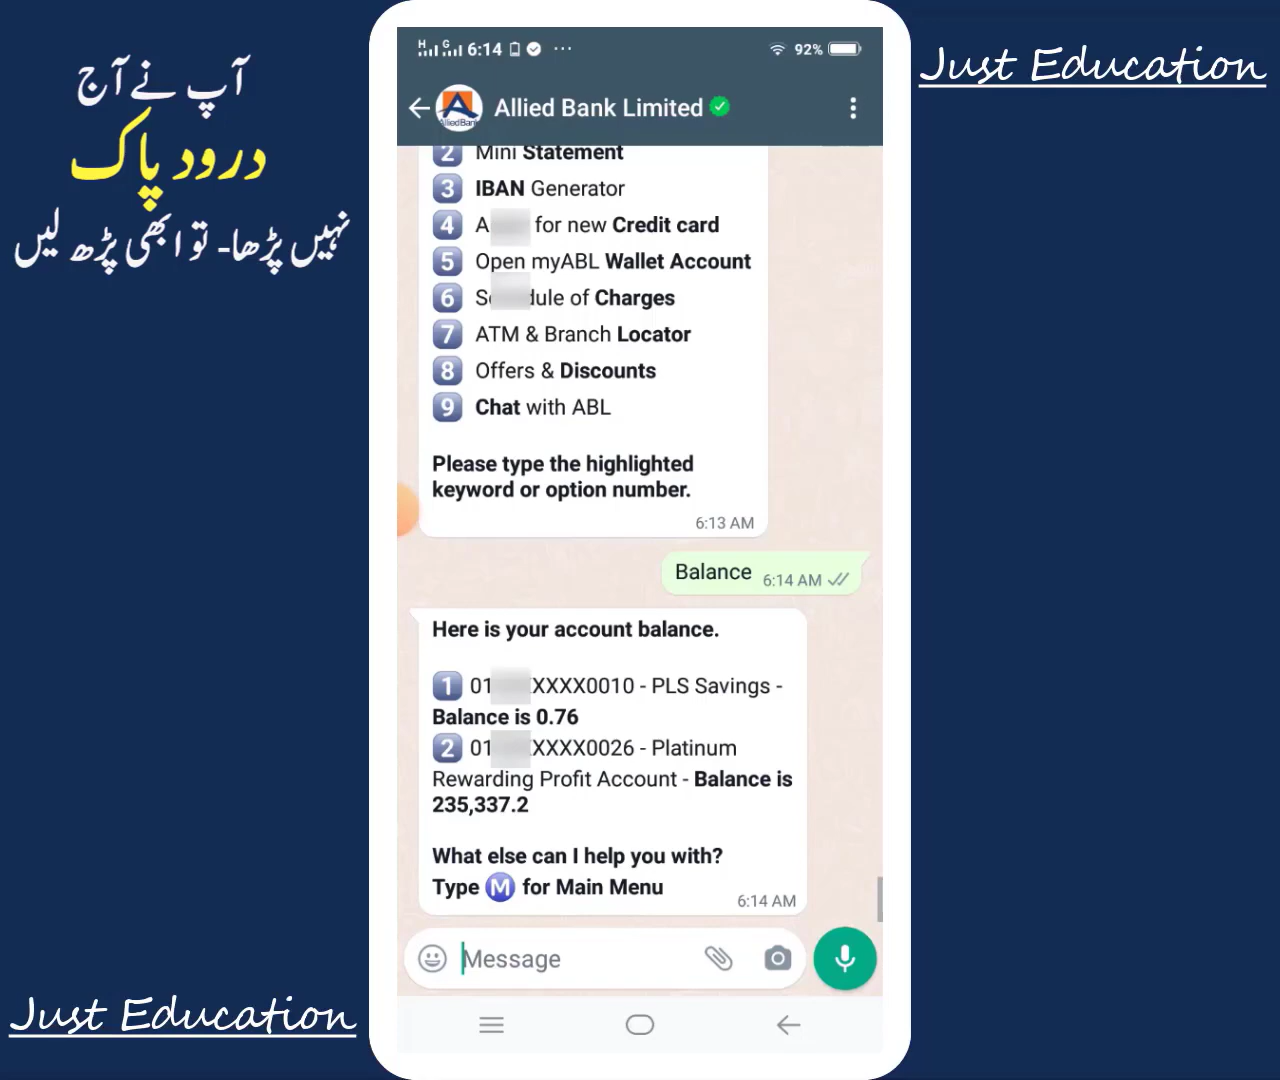 آپ نے آج
درود پاک
نہیں پڑھا- تو ابھی پڑھ لیں
Just Education
6:14
92%
Allied Bank Limited
2 Mini Statement
3 IBAN Generator
4 A for new Credit card
5 Open myABL Wallet Account
6 S dule of Charges
7 ATM & Branch Locator
8 Offers & Discounts
9 Chat with ABL
Please type the highlighted
keyword or option number.
6:13 AM
Balance 6:14 AM
Here is your account balance.
1 01 XXXX0010 - PLS Savings -
Balance is 0.76
2 01 XXXX0026 - Platinum
Rewarding Profit Account - Balance is
235,337.2
What else can I help you with?
Type M for Main Menu
6:14 AM
Message
Just Education